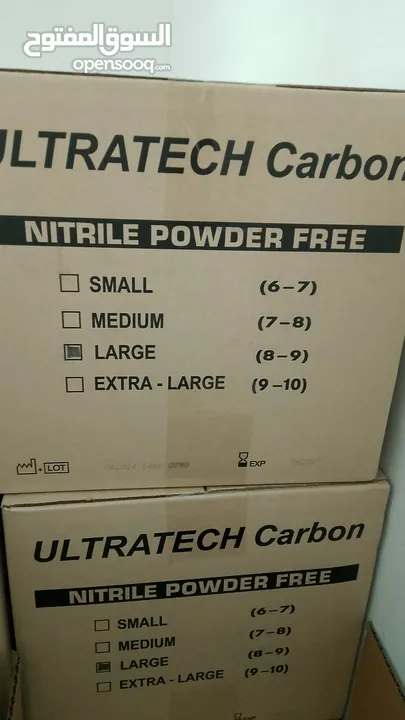 السوق المفتوح
opensooq.com
ULTRATECH Carbon
NITRILE POWDER FREE
SMALL (6-7)
MEDIUM (7-8)
LARGE (8-9)
EXTRA - LARGE (9-10)
LOT
EXP
ULTRATECH Carbon
NITRILE POWDER FREE
SMALL (6-7)
MEDIUM (7-8)
LARGE (8-9)
EXTRA - LARGE (9-10)
EXP